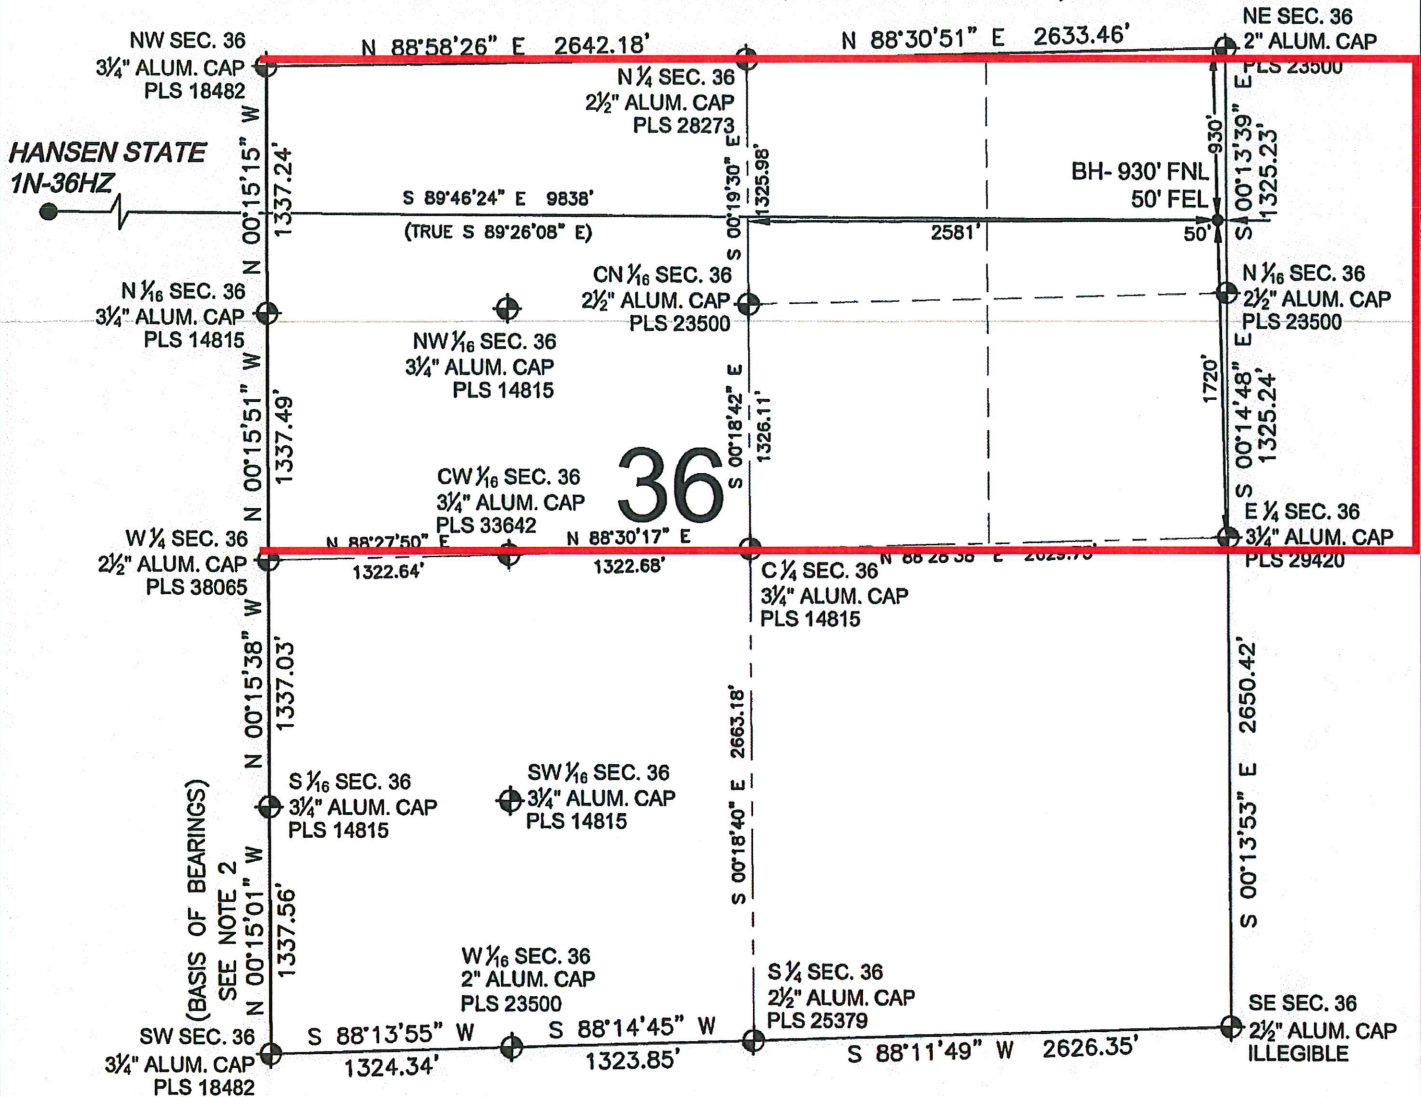 NW SEC. 36
3¼" ALUM. CAP
PLS 18482
N 88°58'26" E 2642.18'
N ¼ SEC. 36
2½" ALUM. CAP
PLS 28273
N 88°30'51" E 2633.46'
NE SEC. 36
2" ALUM. CAP
PLS 23500
HANSEN STATE
1N-36HZ
N 00°15'15" W
1337.24'
S 89°46'24" E 9838'
(TRUE S 89°26'08" E)
S 00°19'30" E
1325.98'
BH- 930' FNL
50' FEL
930'
S 00°13'39" E
1325.23'
2581'
50'
N 1/16 SEC. 36
3¼" ALUM. CAP
PLS 14815
NW 1/16 SEC. 36
3¼" ALUM. CAP
PLS 14815
CN 1/16 SEC. 36
2½" ALUM. CAP
PLS 23500
N 1/16 SEC. 36
2½" ALUM. CAP
PLS 23500
N 00°15'51" W
1337.49'
S 00°18'42" E
1326.11'
1720'
S 00°14'48" E
1325.24'
CW 1/16 SEC. 36
3¼" ALUM. CAP
PLS 33642
36
W ¼ SEC. 36
2½" ALUM. CAP
PLS 38065
N 88°27'50" E
1322.64'
N 88°30'17" E
1322.68'
C ¼ SEC. 36
3¼" ALUM. CAP
PLS 14815
N 88°28'38" E 2629.70'
E ¼ SEC. 36
3¼" ALUM. CAP
PLS 29420
N 00°15'38" W
1337.03'
S 00°18'40" E 2663.18'
S 00°13'53" E 2650.42'
S 1/16 SEC. 36
3¼" ALUM. CAP
PLS 14815
SW 1/16 SEC. 36
3¼" ALUM. CAP
PLS 14815
(BASIS OF BEARINGS)
SEE NOTE 2
N 00°15'01" W
1337.56'
W 1/16 SEC. 36
2" ALUM. CAP
PLS 23500
S ¼ SEC. 36
2½" ALUM. CAP
PLS 25379
SE SEC. 36
2½" ALUM. CAP
ILLEGIBLE
SW SEC. 36
3¼" ALUM. CAP
PLS 18482
S 88°13'55" W
1324.34'
S 88°14'45" W
1323.85'
S 88°11'49" W 2626.35'